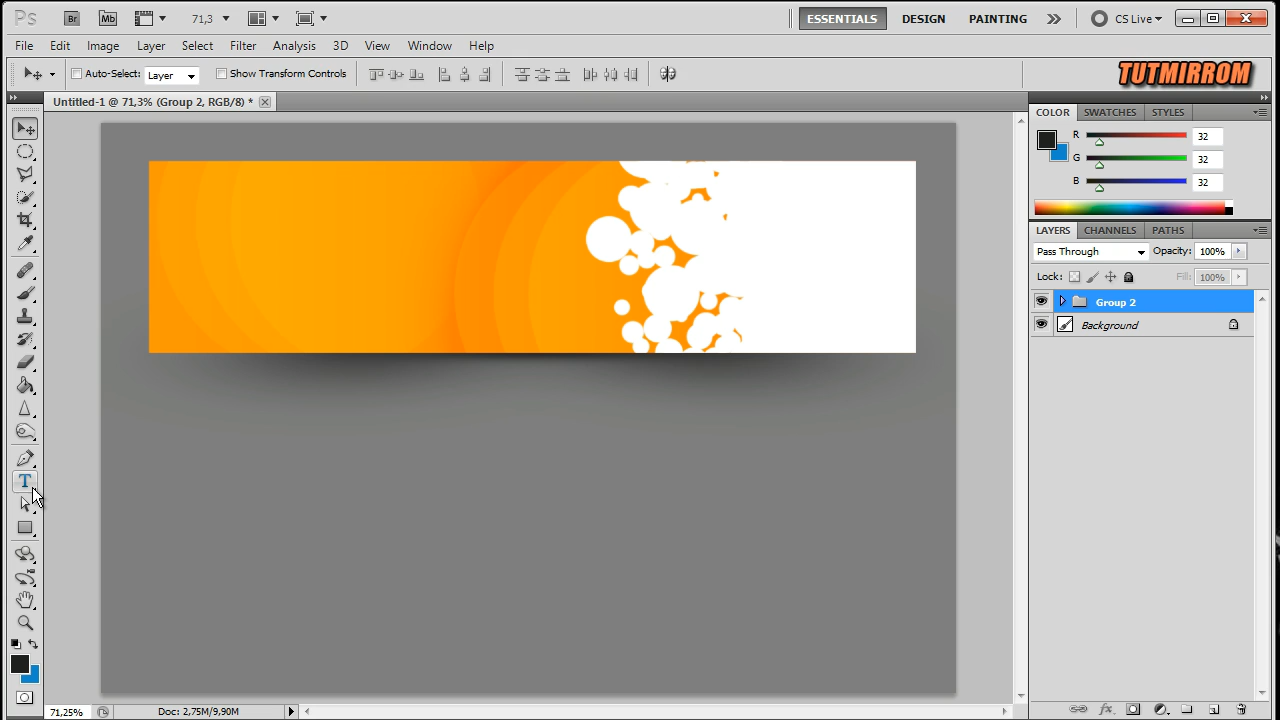 Ps Br Mb 71,3 ESSENTIALS DESIGN PAINTING CS Live
File Edit Image Layer Select Filter Analysis 3D View Window Help
Auto-Select: Layer Show Transform Controls
TUTMIRROM
Untitled-1 @ 71,3% (Group 2, RGB/8) *
COLOR SWATCHES STYLES
R 32
G 32
B 32
LAYERS CHANNELS PATHS
Pass Through Opacity: 100%
Lock: Fill: 100%
Group 2
Background
T
71,25% Doc: 2,75M/9,90M
fx